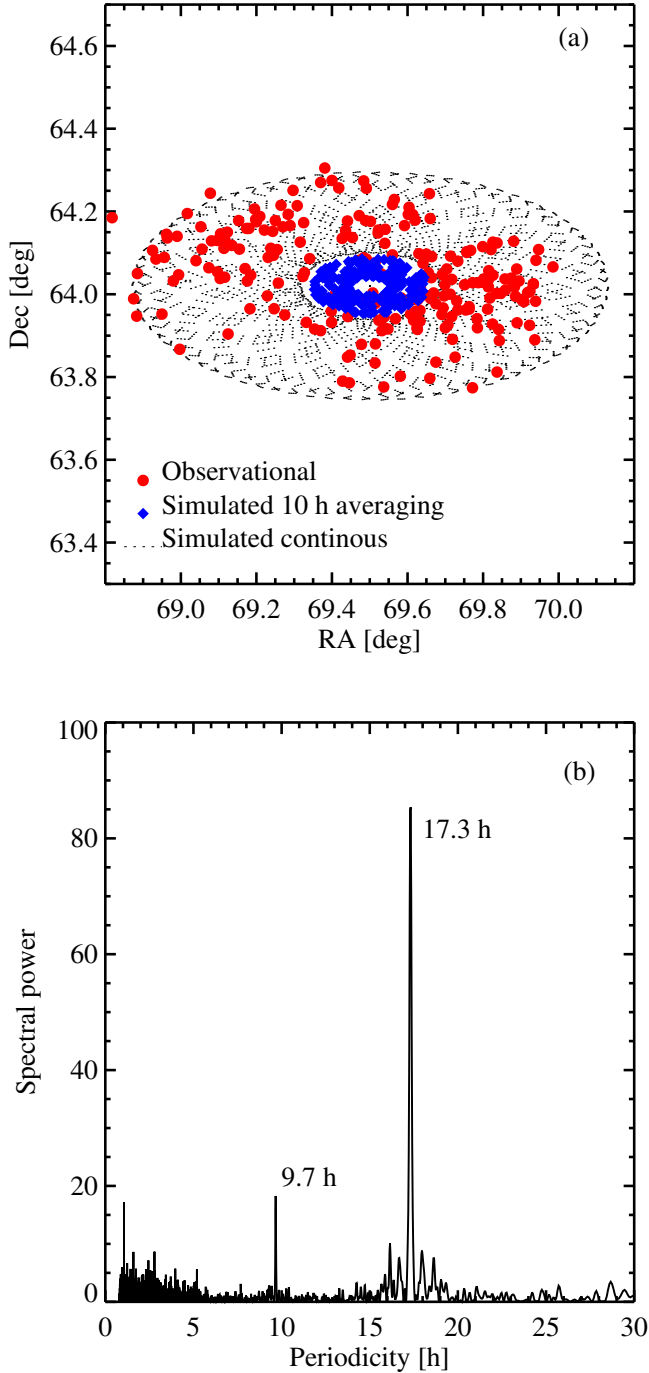 (a)
64.6
64.4
64.2
64.0
63.8
63.6
63.4
Dec [deg]
Observational
Simulated 10 h averaging
Simulated continous
69.0 69.2 69.4 69.6 69.8 70.0
RA [deg]
(b)
100
80
60
40
20
0
Spectral power
17.3 h
9.7 h
0 5 10 15 20 25 30
Periodicity [h]